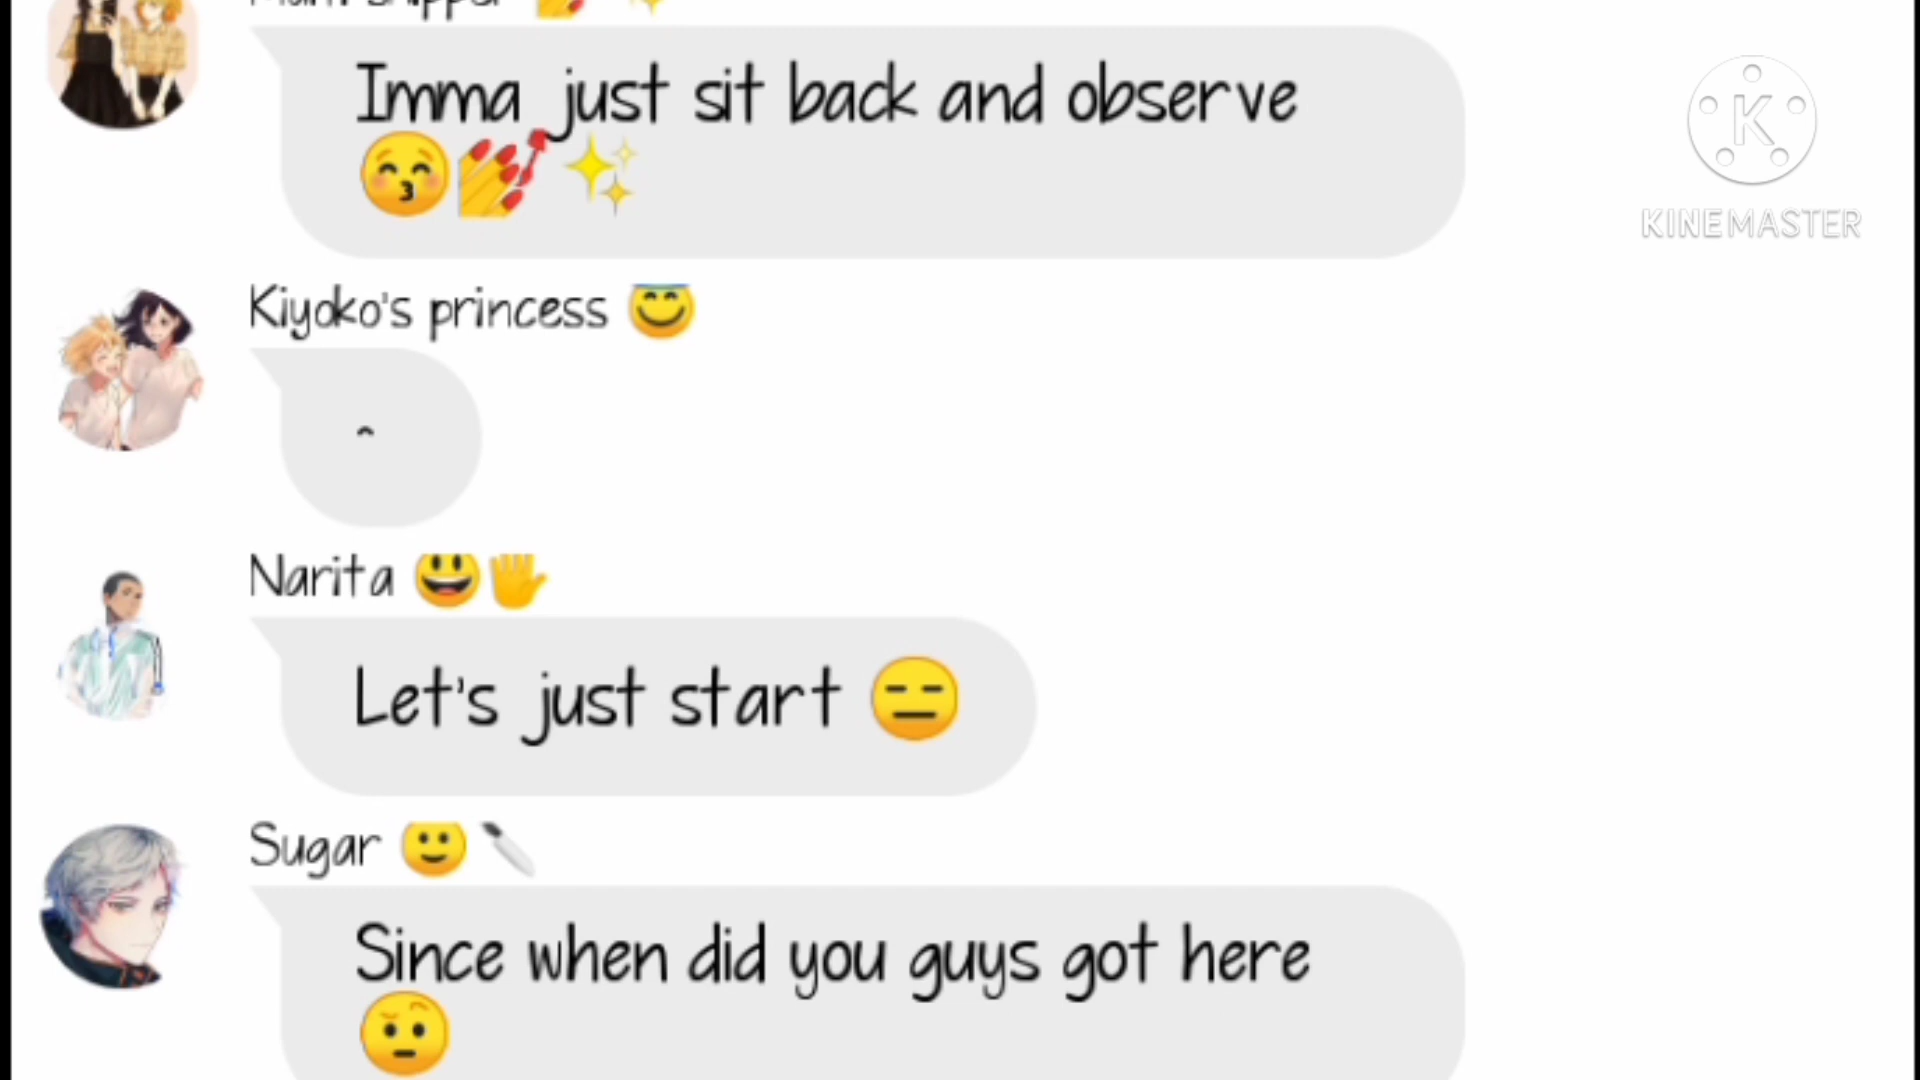 Imma just sit back and observe
😚💅✨
KINEMASTER
Kiyoko's princess 😇
^
Narita 😃🖐
Let's just start 😑
Sugar 🙂🔪
Since when did you guys got here
🤨